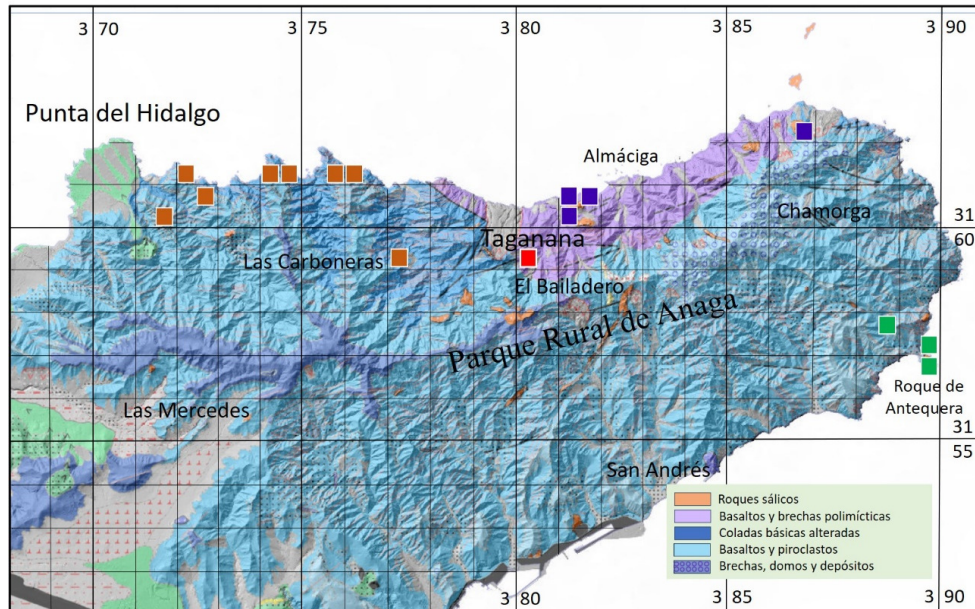 3 70
3 75
3 80
3 85
3 90
Punta del Hidalgo
Almáciga
Chamorga
31
60
Taganana
Las Carboneras
El Bailadero
Parque Rural de Anaga
Roque de
Antequera
Las Mercedes
31
55
San Andrés
Roques sálicos
Basaltos y brechas polimícticas
Coladas básicas alteradas
Basaltos y piroclastos
Brechas, domos y depósitos
3 80
3 85
3 90